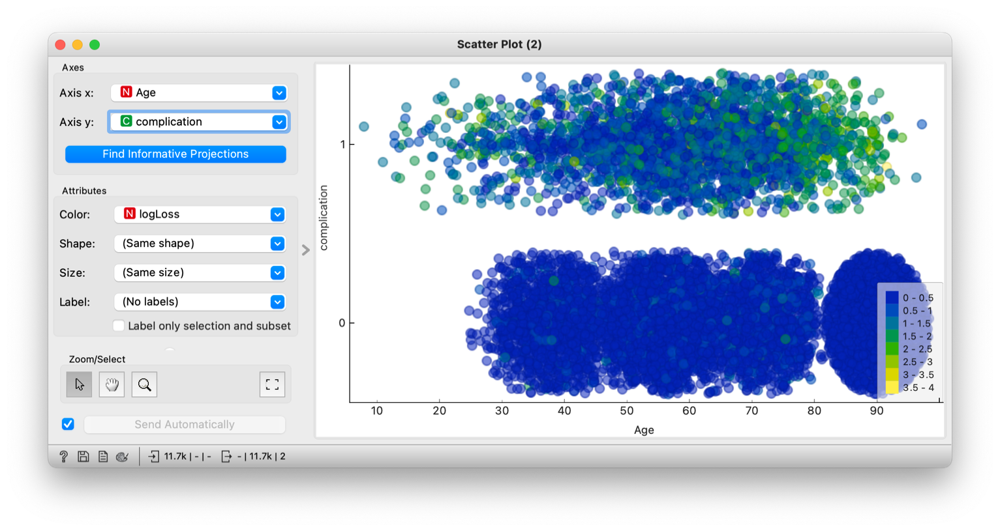 Scatter Plot (2)
Axes
Axis x: N Age
Axis y: C complication
Find Informative Projections
Attributes
Color: N logLoss
Shape: (Same shape)
Size: (Same size)
Label: (No labels)
Label only selection and subset
Zoom/Select
Send Automatically
? 11.7k | - | - - | 11.7k | 2
complication
1
0
10 20 30 40 50 60 70 80 90
Age
0 - 0.5
0.5 - 1
1 - 1.5
1.5 - 2
2 - 2.5
2.5 - 3
3 - 3.5
3.5 - 4